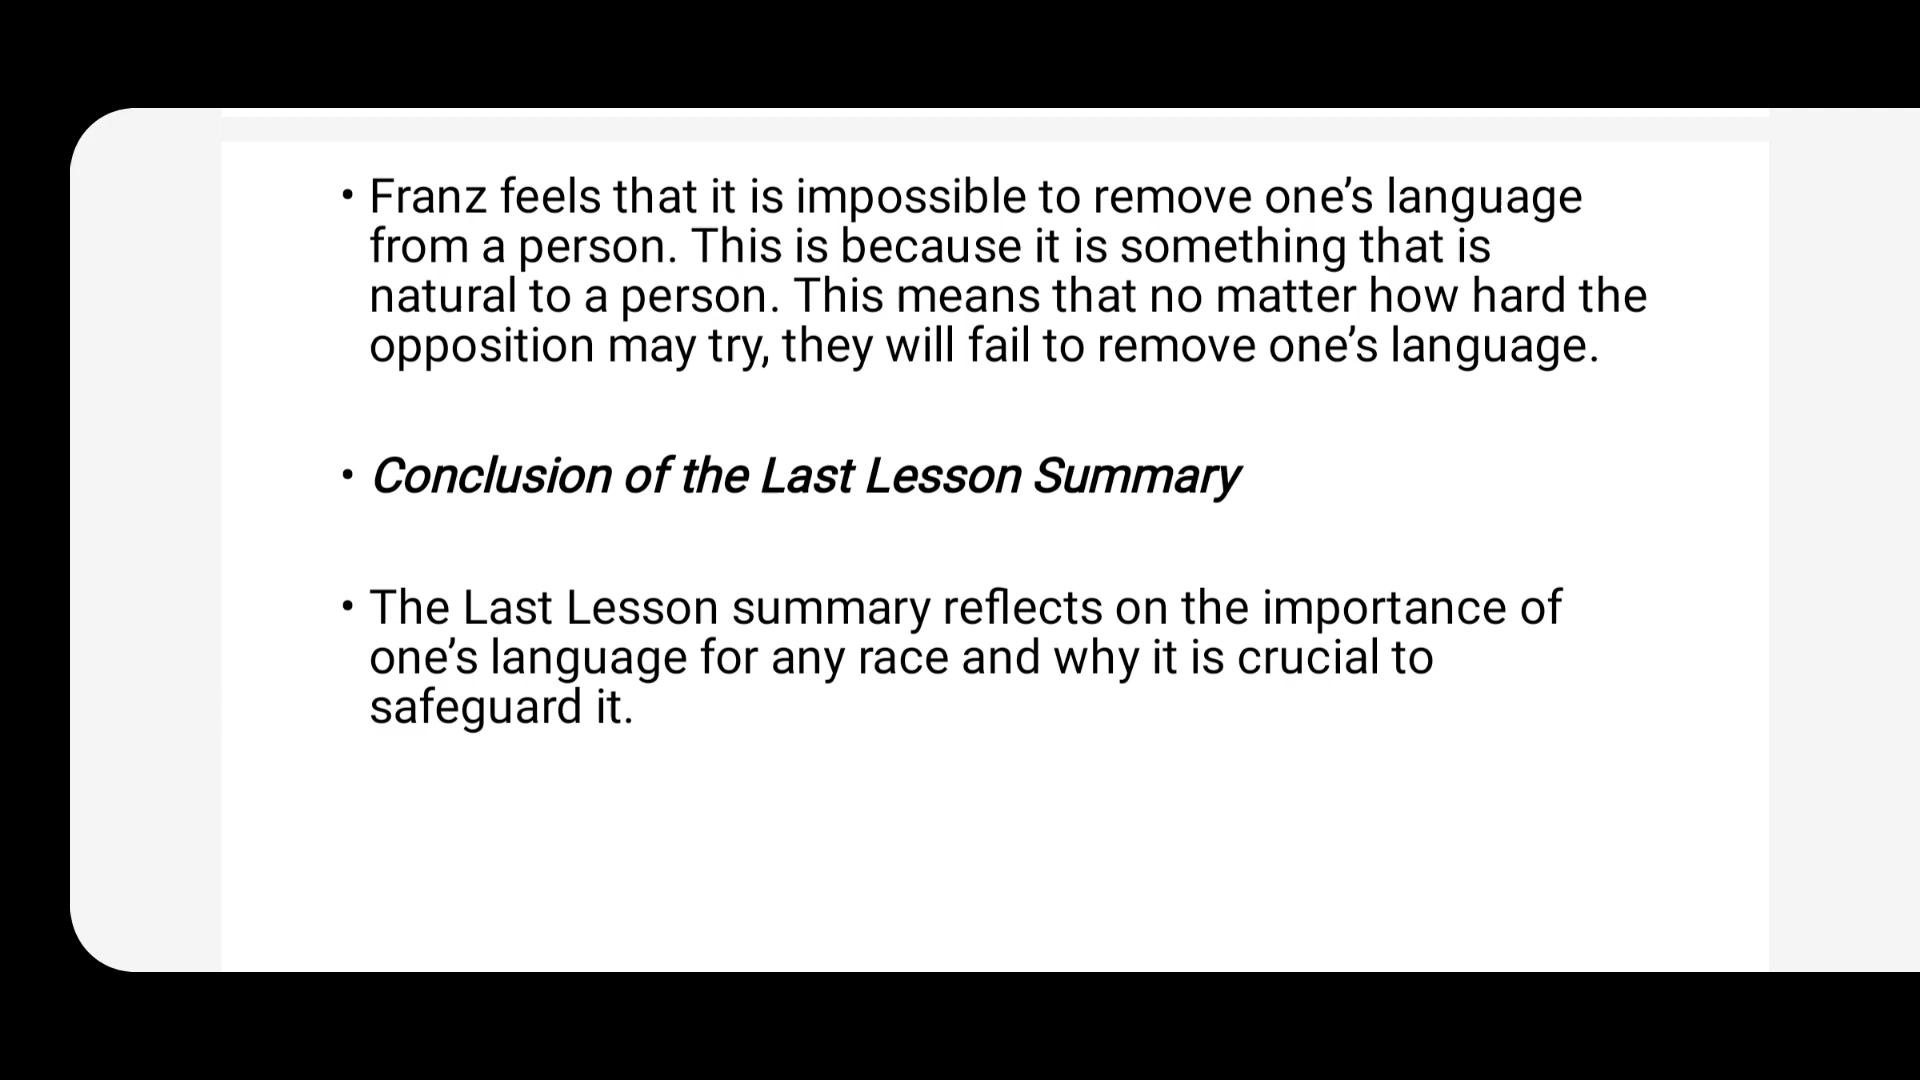 • Franz feels that it is impossible to remove one’s language
from a person. This is because it is something that is
natural to a person. This means that no matter how hard the
opposition may try, they will fail to remove one’s language.
• Conclusion of the Last Lesson Summary
• The Last Lesson summary reflects on the importance of
one’s language for any race and why it is crucial to
safeguard it.